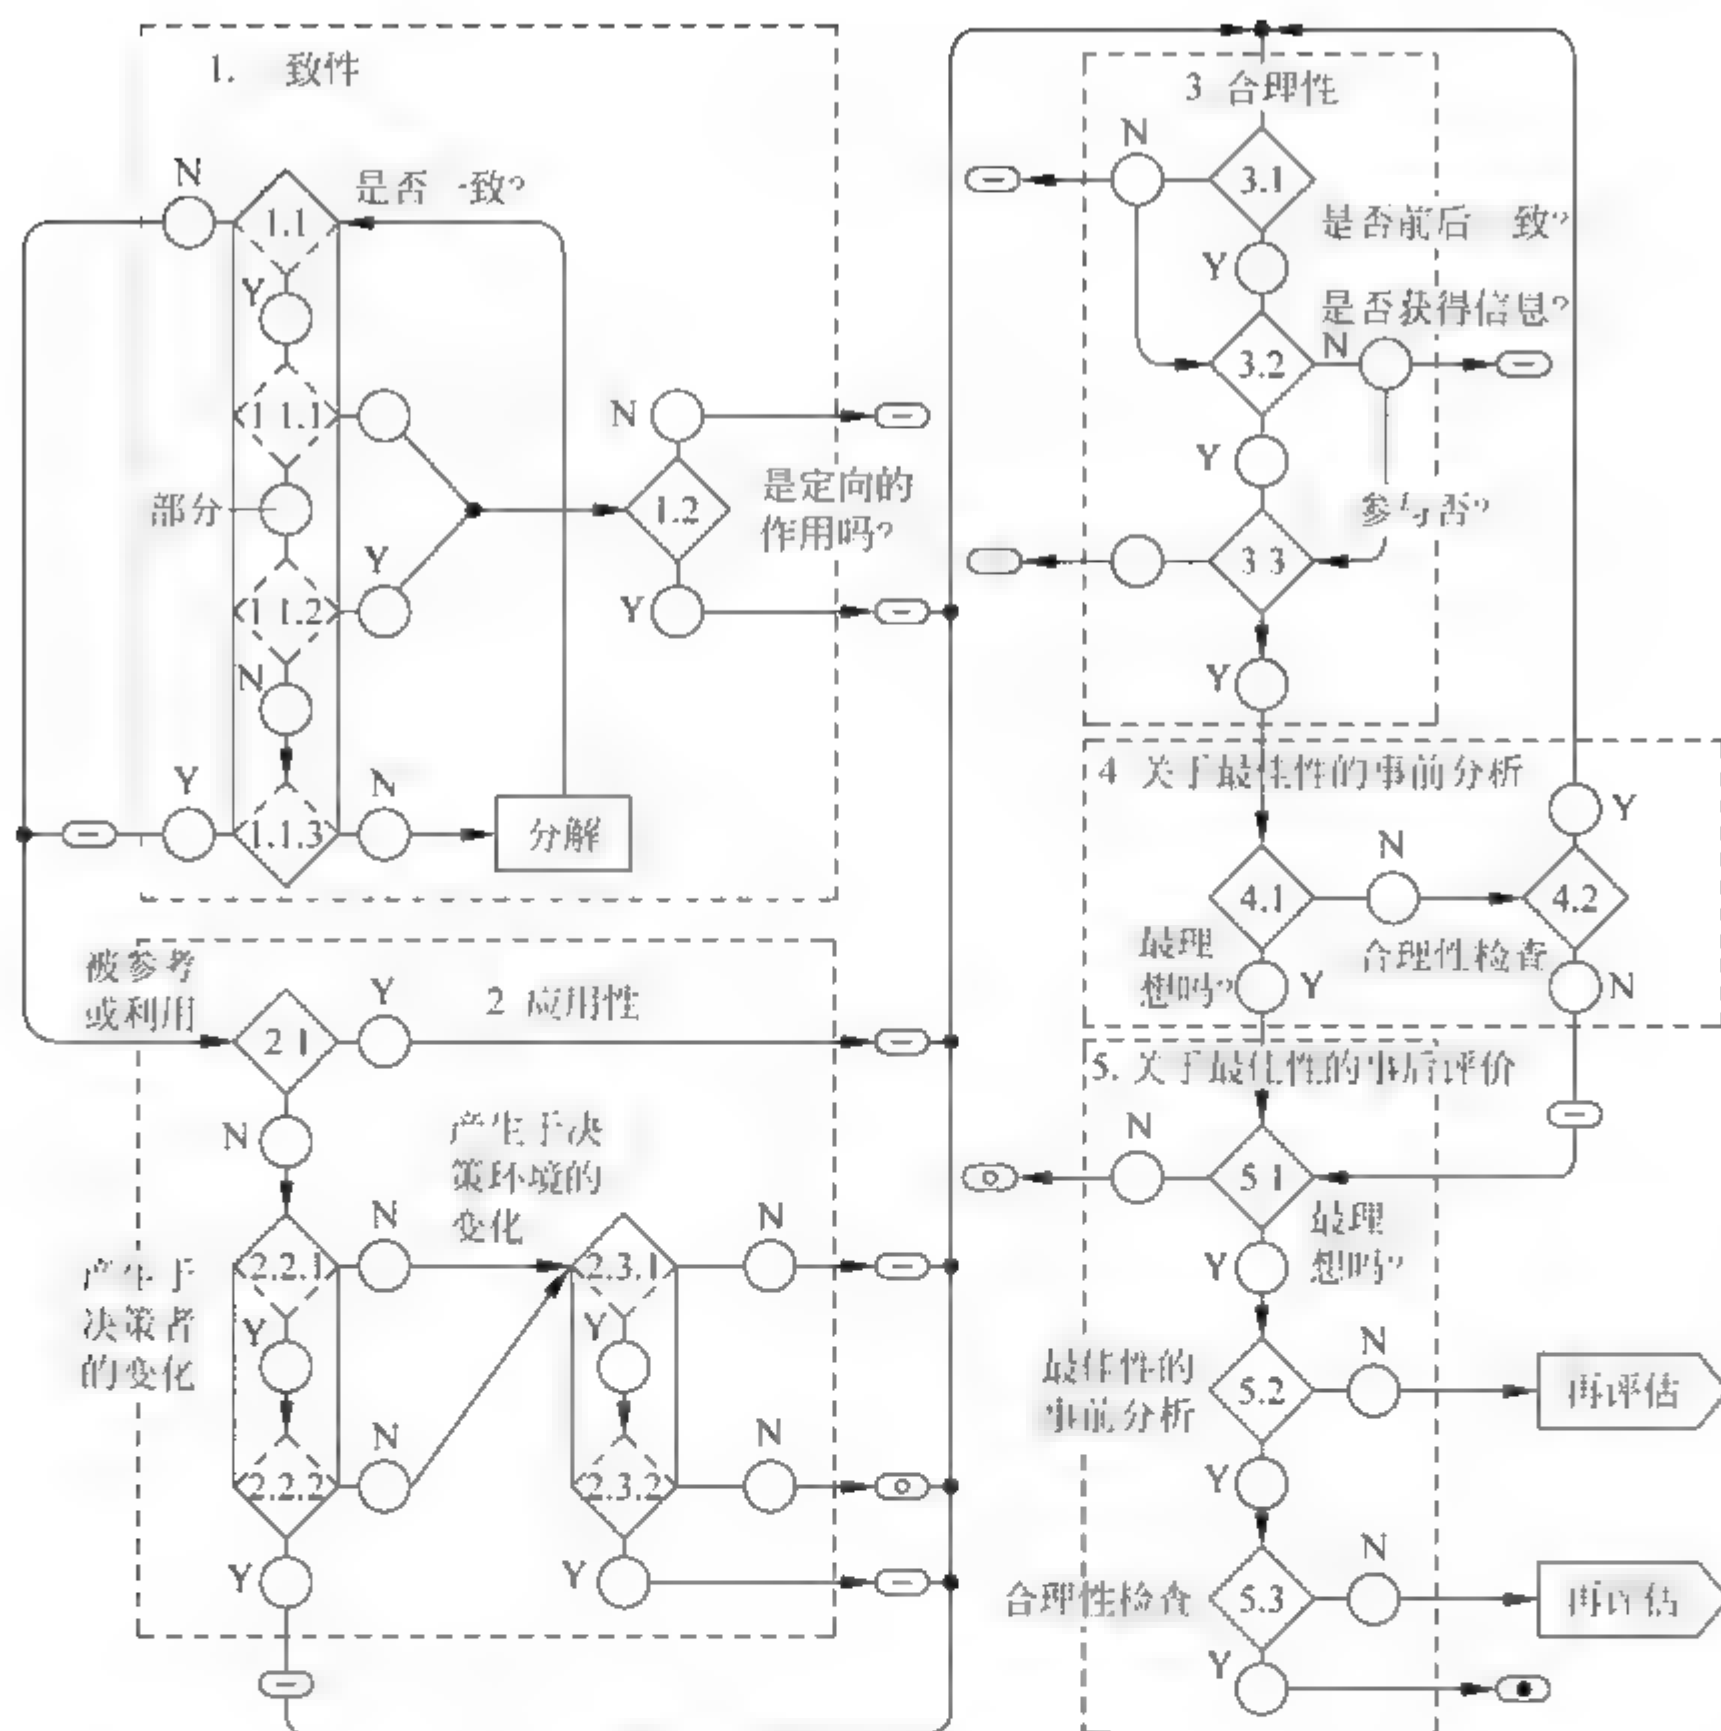 1. 致件
N
是否 一致?
1.1
Y
1 1.1
部分
N
1.2
是定向的
作用吗?
Y
1 1.2
Y
N
Y
1.1.3
N
分解
被参考
或利用
2 1
Y
2 应用性
N
产生于决
策环境的
变化
产生于
决策者
的变化
2.2.1
N
2.3.1
N
Y
Y
2.2.2
N
2.3.2
N
Y
Y
3 合理性
N
3.1
是否前后 致?
Y
是否获得信息?
3.2
N
Y
参与否?
3 3
Y
4 关于最佳性的事前分析
Y
4.1
N
4.2
最理
想吗?
Y
合理性检查
N
5. 关于最佳性的事后评价
N
5 1
最理
想吗?
Y
最佳性的
事前分析
5.2
N
再评估
Y
合理性检查
5.3
N
再评估
Y